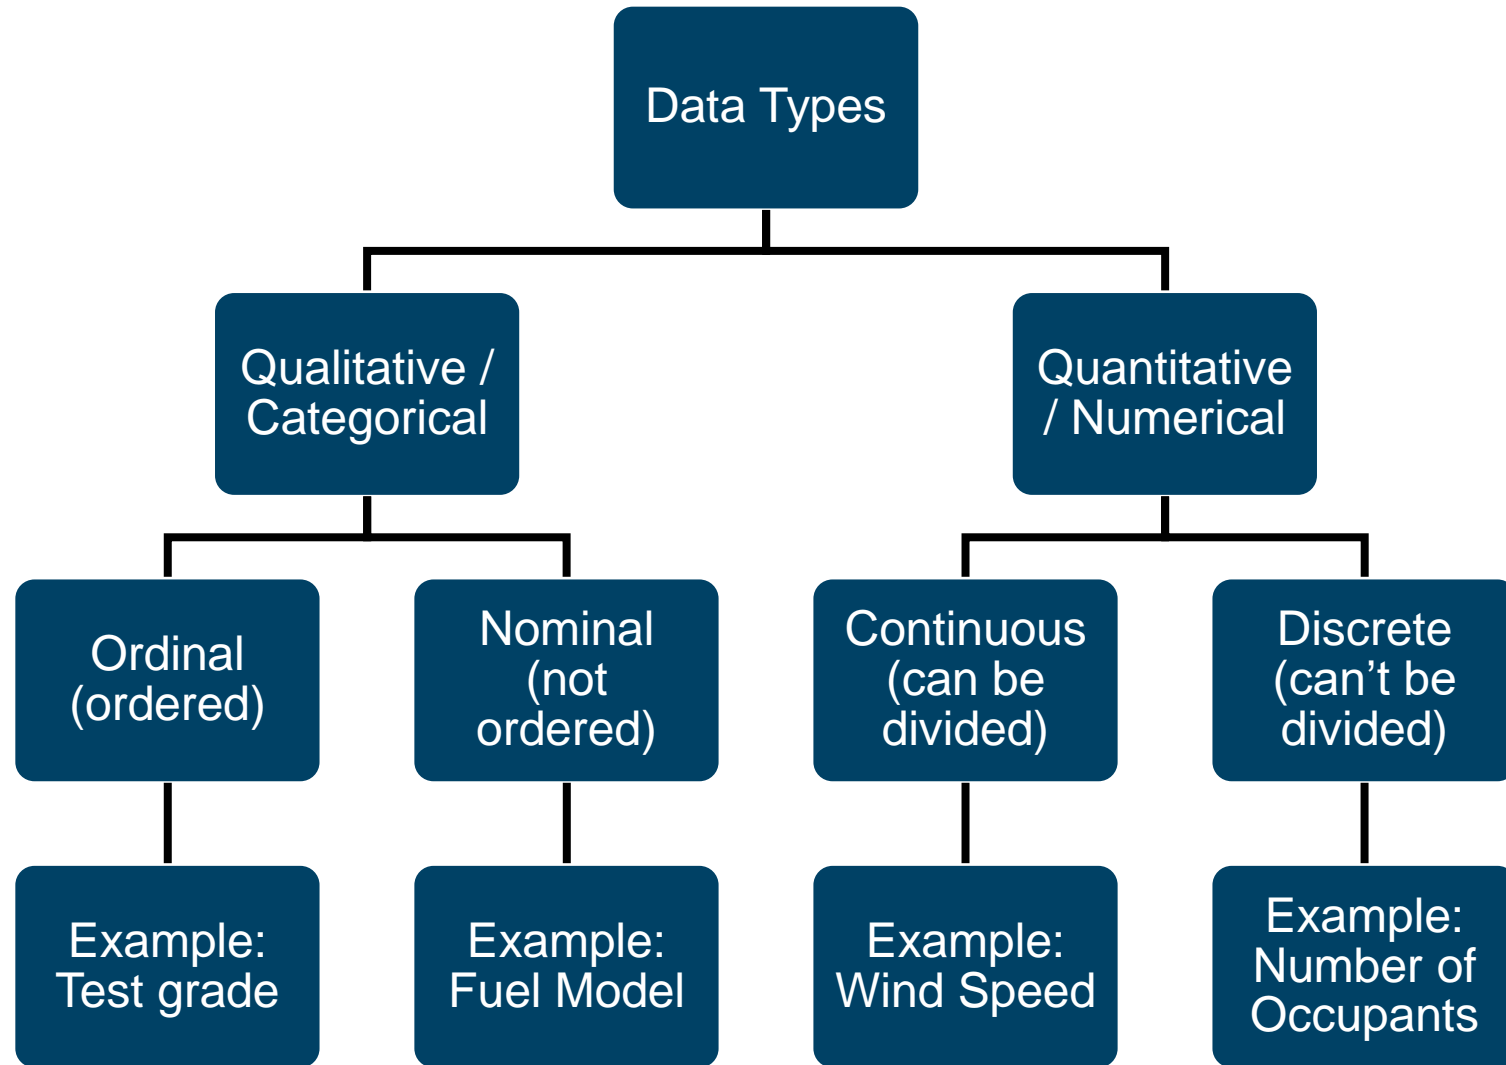 Data Types
Qualitative /
Categorical
Quantitative
/ Numerical
Ordinal
(ordered)
Nominal
(not
ordered)
Continuous
(can be
divided)
Discrete
(can’t be
divided)
Example:
Test grade
Example:
Fuel Model
Example:
Wind Speed
Example:
Number of
Occupants